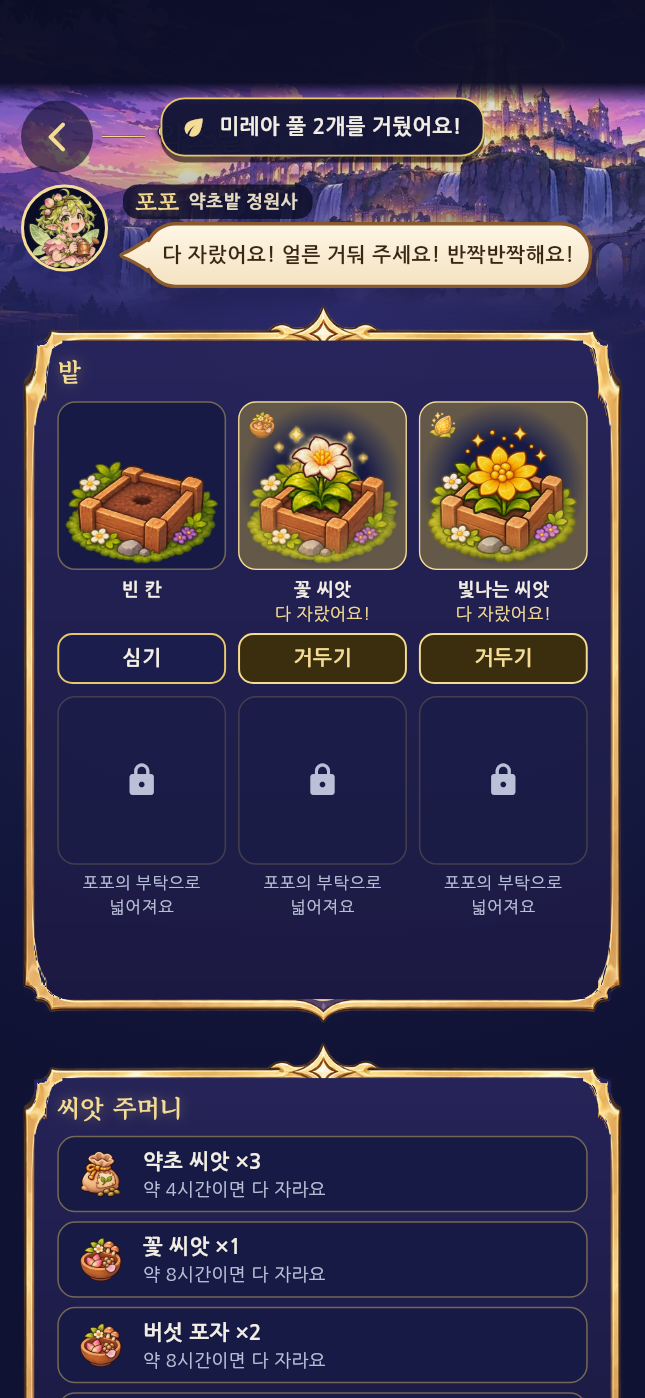 미레아 풀 2개를 거뒀어요!
포포 약초밭 정원사
다 자랐어요! 얼른 거둬 주세요! 반짝반짝해요!
밭
빈 칸
꽃 씨앗
빛나는 씨앗
다 자랐어요!
다 자랐어요!
심기
거두기
거두기
포포의 부탁으로
넓어져요
포포의 부탁으로
넓어져요
포포의 부탁으로
넓어져요
씨앗 주머니
약초 씨앗 ×3
약 4시간이면 다 자라요
꽃 씨앗 ×1
약 8시간이면 다 자라요
버섯 포자 ×2
약 8시간이면 다 자라요